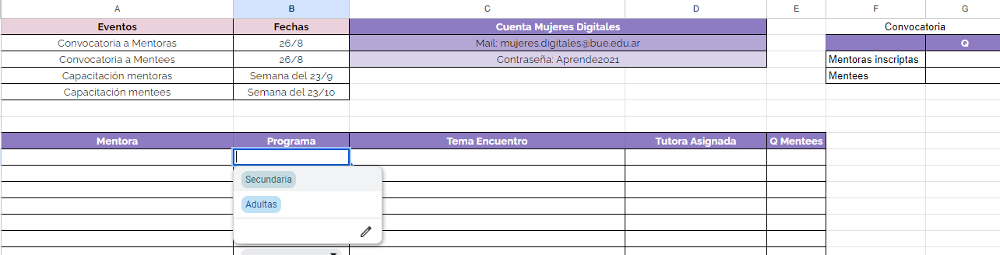 A B C D E F G
Eventos Fechas Cuenta Mujeres Digitales Convocatoria
Convocatoria a Mentoras 26/8 Mail: mujeres.digitales@bue.edu.ar Q
Convocatoria a Mentees 26/8 Contraseña: Aprende2021 Mentoras inscriptas
Capacitación mentoras Semana del 23/9 Mentees
Capacitación mentees Semana del 23/10
Mentora Programa Tema Encuentro Tutora Asignada Q Mentees
Secundaria
Adultas